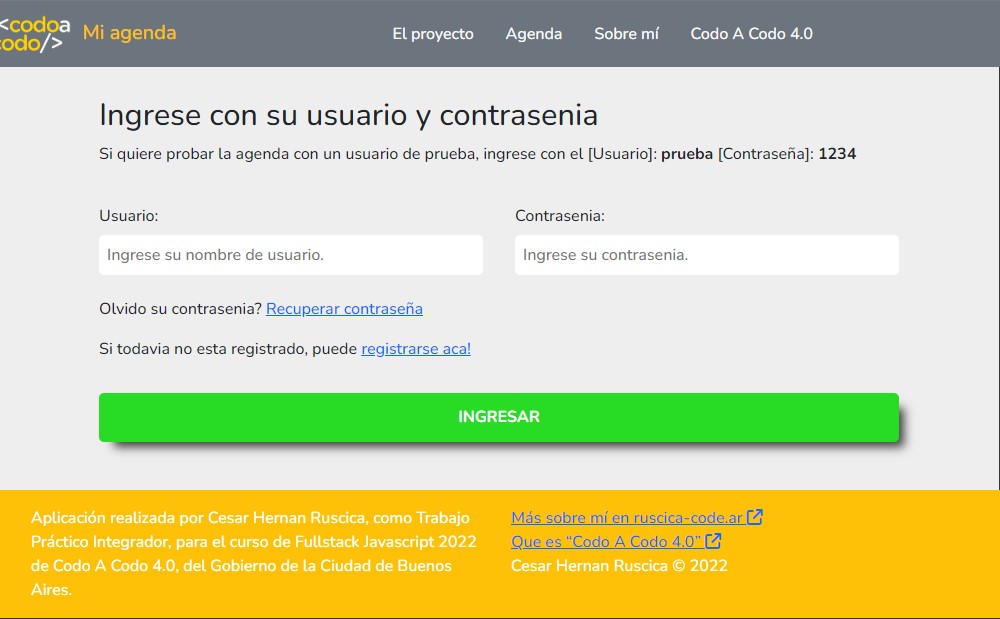 <codoa
codo/>
Mi agenda
El proyecto
Agenda
Sobre mí
Codo A Codo 4.0
Ingrese con su usuario y contrasenia
Si quiere probar la agenda con un usuario de prueba, ingrese con el [Usuario]: prueba [Contraseña]: 1234
Usuario:
Contrasenia:
Ingrese su nombre de usuario.
Ingrese su contrasenia.
Olvido su contrasenia? Recuperar contraseña
Si todavia no esta registrado, puede registrarse aca!
INGRESAR
Aplicación realizada por Cesar Hernan Ruscica, como Trabajo
Práctico Integrador, para el curso de Fullstack Javascript 2022
de Codo A Codo 4.0, del Gobierno de la Ciudad de Buenos
Aires.
Más sobre mí en ruscica-code.ar
Que es “Codo A Codo 4.0”
Cesar Hernan Ruscica © 2022